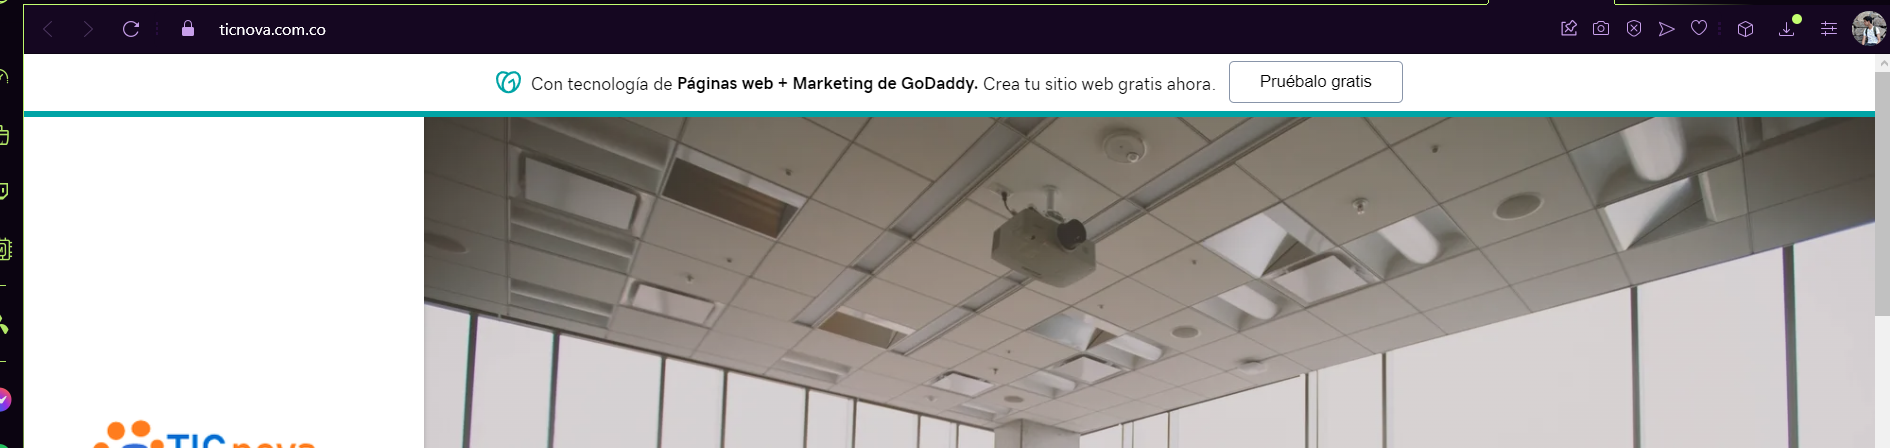 ticnova.com.co
Con tecnología de Páginas web + Marketing de GoDaddy. Crea tu sitio web gratis ahora.
Pruébalo gratis
TICnova